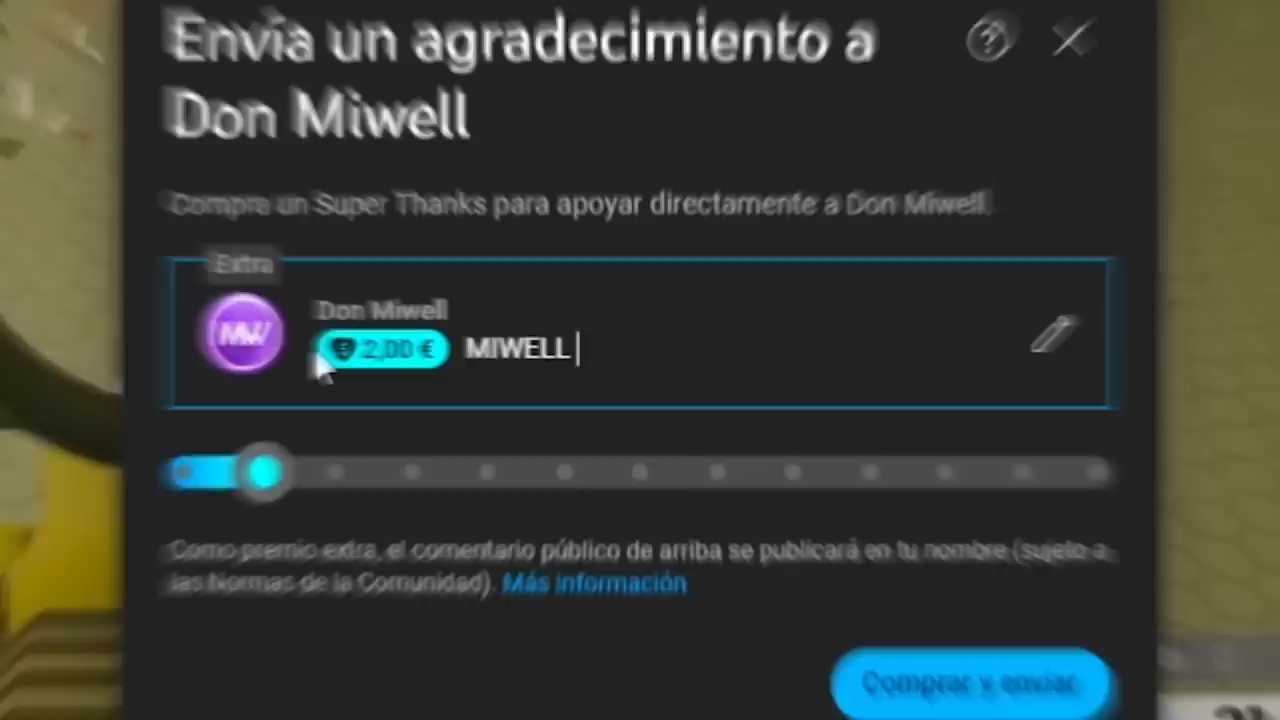 Envía un agradecimiento a
Don Miwell
Compra un Super Thanks para apoyar directamente a Don Miwell.
Extra
MW
Don Miwell
2,00 € MIWELL
Como premio extra, el comentario público de arriba se publicará en tu nombre (sujeto a
las Normas de la Comunidad). Más información
Comprar y enviar